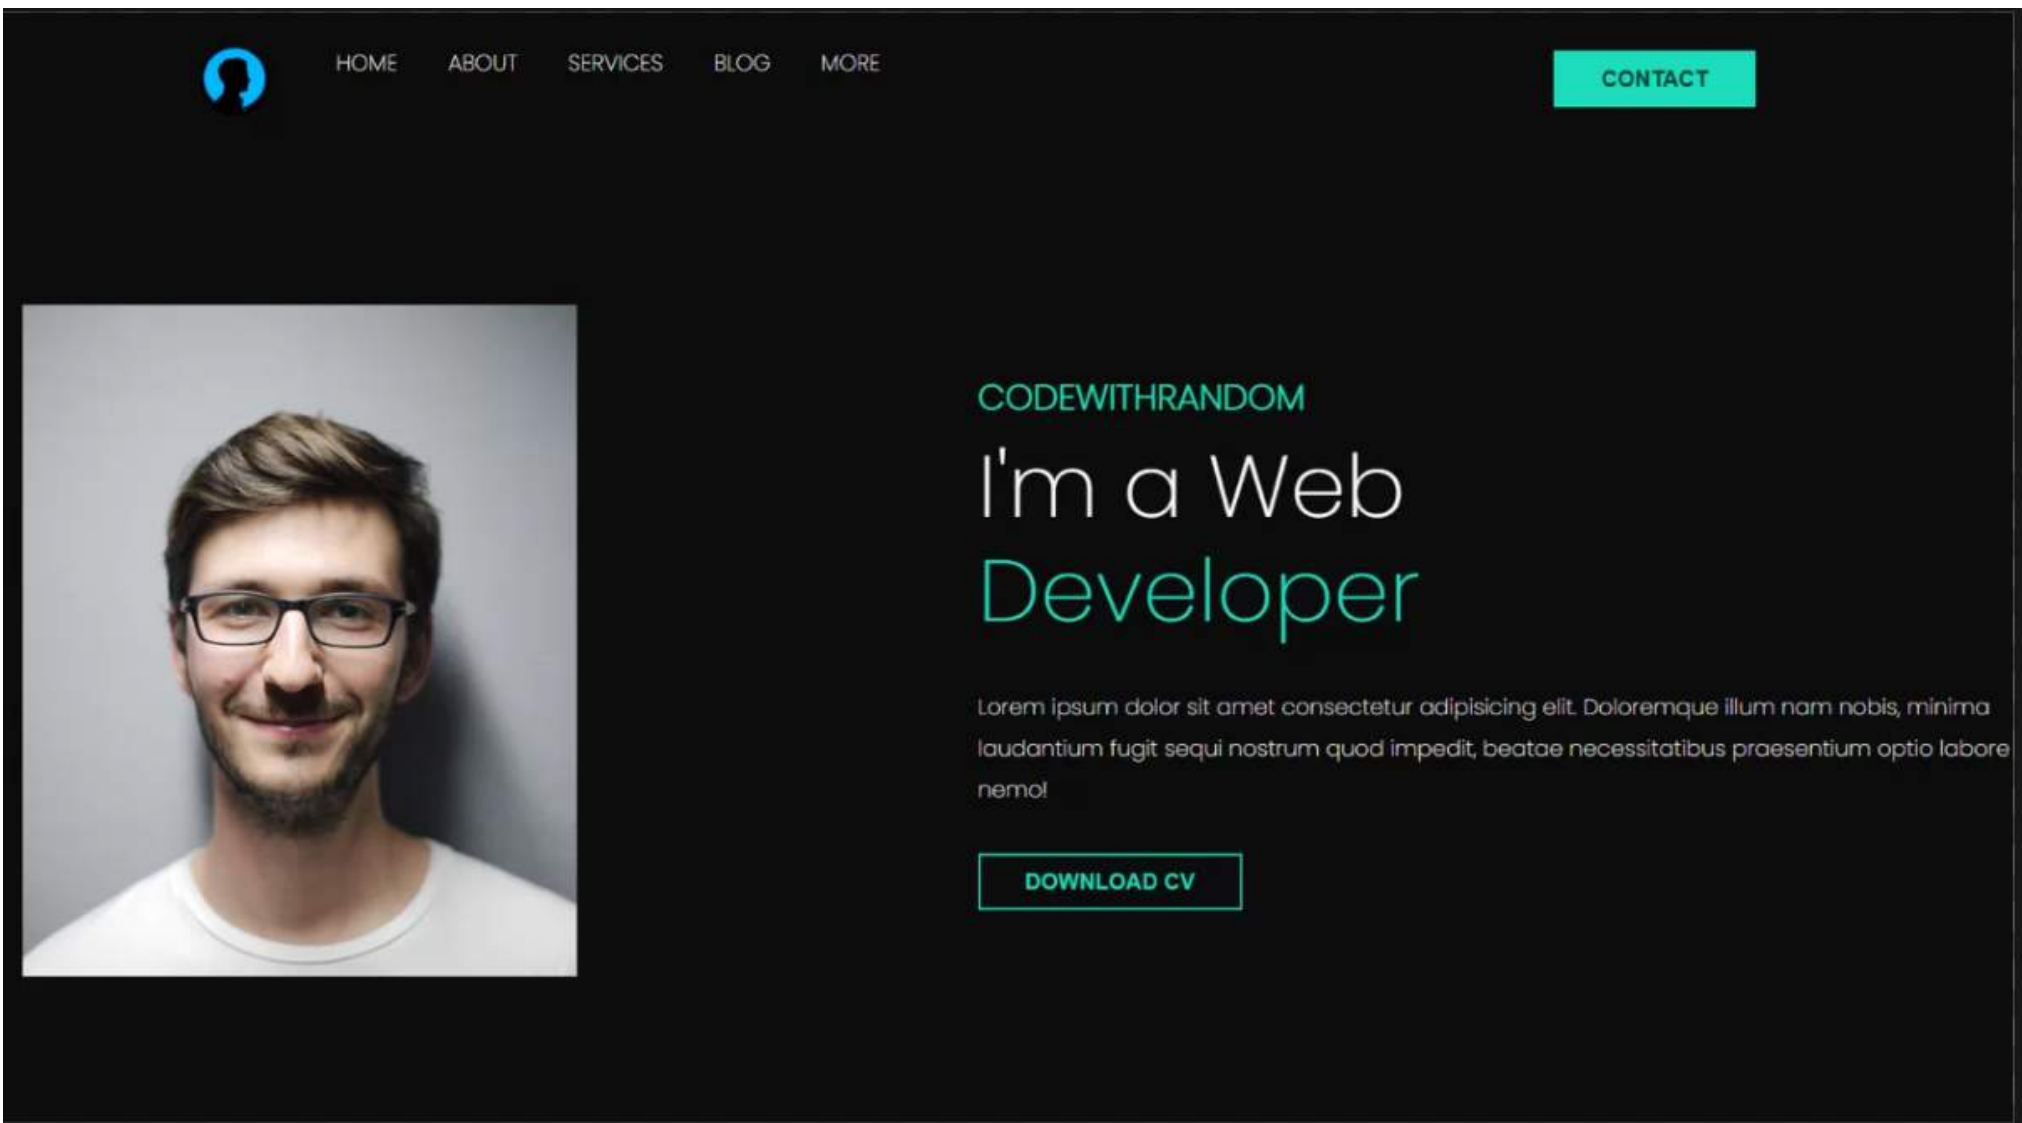 HOME ABOUT SERVICES BLOG MORE CONTACT
CODEWITHRANDOM
I'm a Web
Developer
Lorem ipsum dolor sit amet consectetur adipisicing elit. Doloremque illum nam nobis, minima
laudantium fugit sequi nostrum quod impedit, beatae necessitatibus praesentium optio labore
nemo!
DOWNLOAD CV